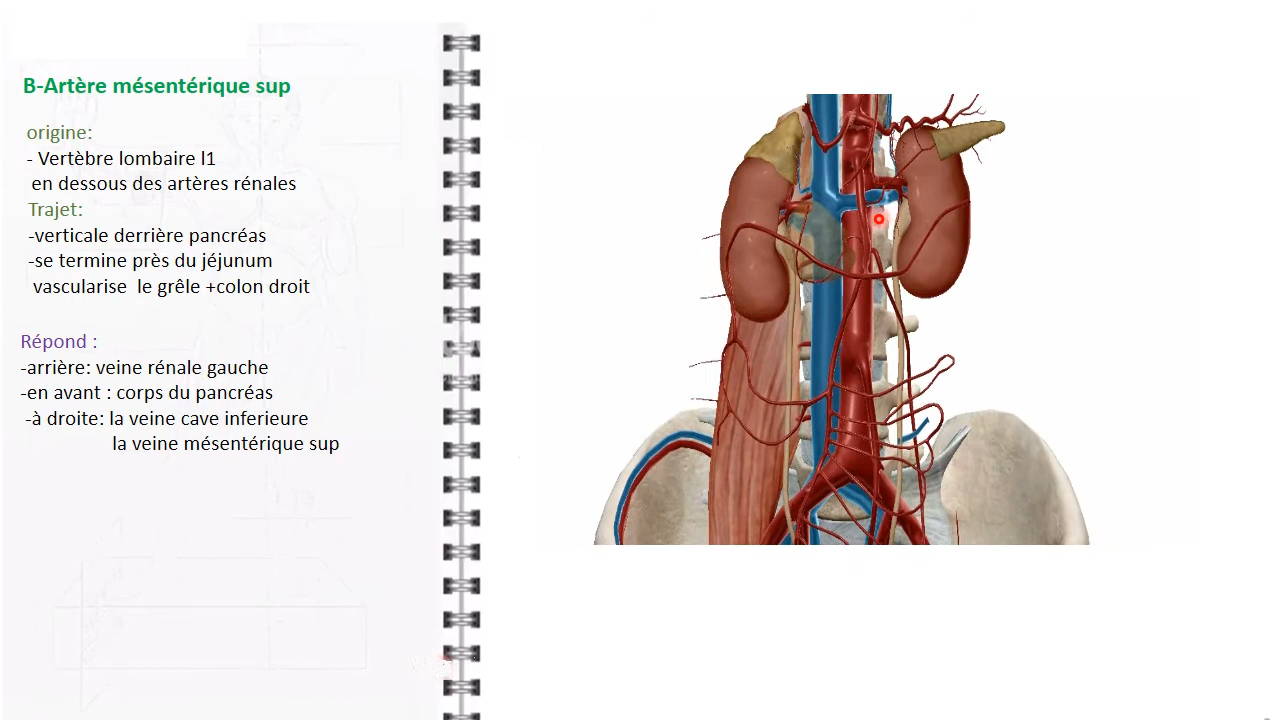 B-Artère mésentérique sup
origine:
- Vertèbre lombaire l1
en dessous des artères rénales
Trajet:
-verticale derrière pancréas
-se termine près du jéjunum
vascularise le grêle +colon droit
Répond :
-arrière: veine rénale gauche
-en avant : corps du pancréas
-à droite: la veine cave inferieure
la veine mésentérique sup